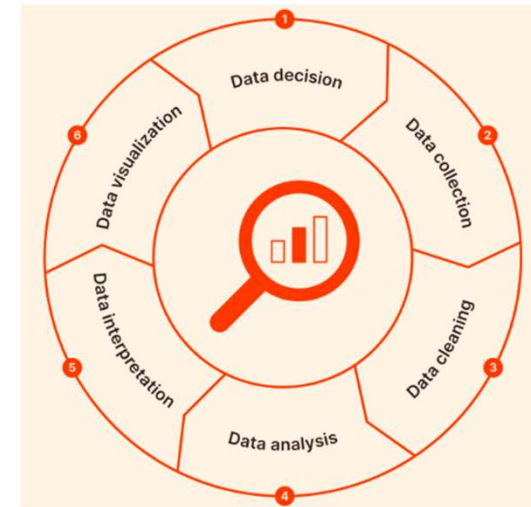 1
Data decision
2
Data collection
3
Data cleaning
4
Data analysis
5
Data interpretation
6
Data visualization